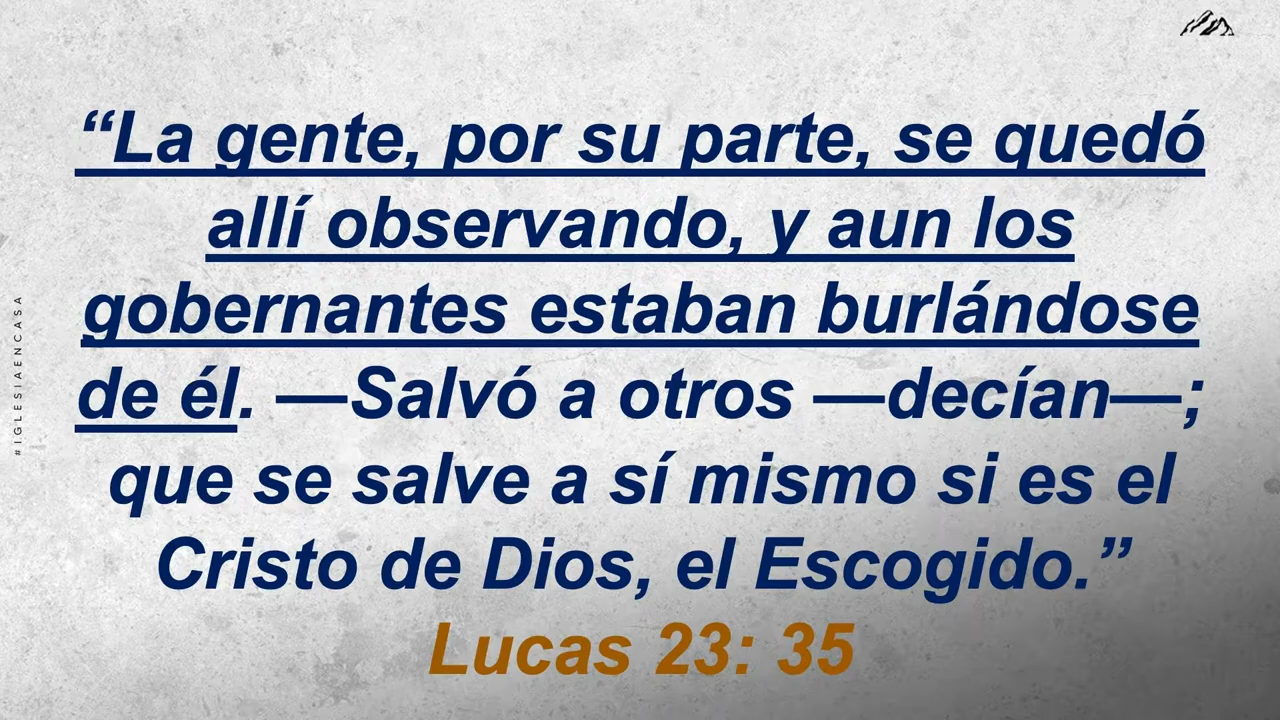 “La gente, por su parte, se quedó
allí observando, y aun los
gobernantes estaban burlándose
de él. —Salvó a otros —decían—;
que se salve a sí mismo si es el
Cristo de Dios, el Escogido.”
Lucas 23: 35
#IGLESIAENCASA